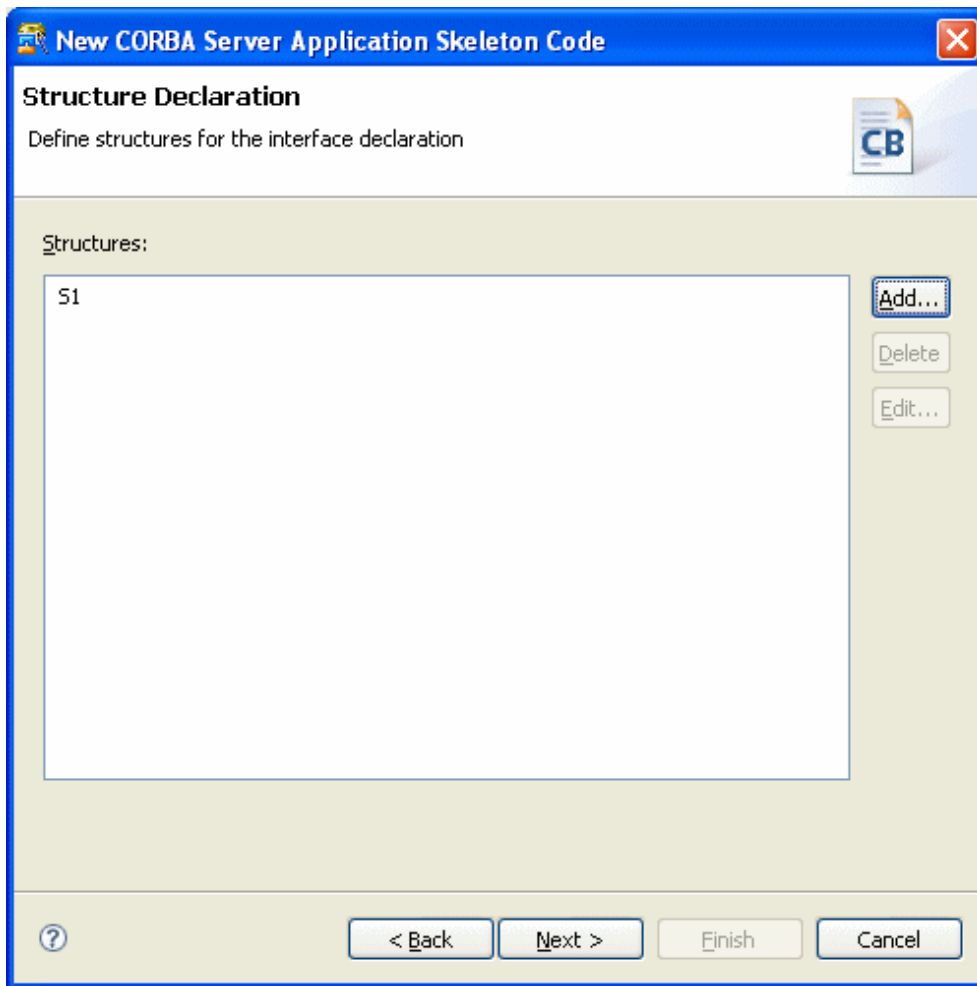 New CORBA Server Application Skeleton Code
Structure Declaration
Define structures for the interface declaration
CB
Structures:
S1
Add...
Delete
Edit...
?
< Back
Next >
Finish
Cancel